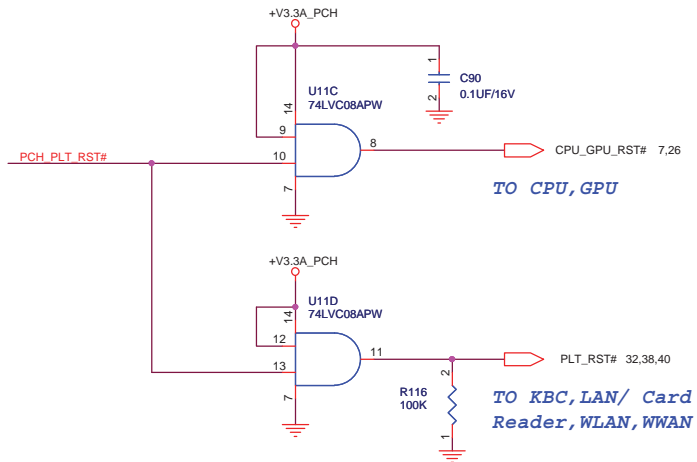 +V3.3A_PCH
1
C90
0.1UF/16V
2
U11C
74LVC08APW
14
9
8
CPU_GPU_RST# 7,26
PCH_PLT_RST#
10
7
TO CPU,GPU
+V3.3A_PCH
U11D
74LVC08APW
14
12
11
PLT_RST# 32,38,40
13
2
R116
100K
1
7
TO KBC,LAN/ Card
Reader,WLAN,WWAN